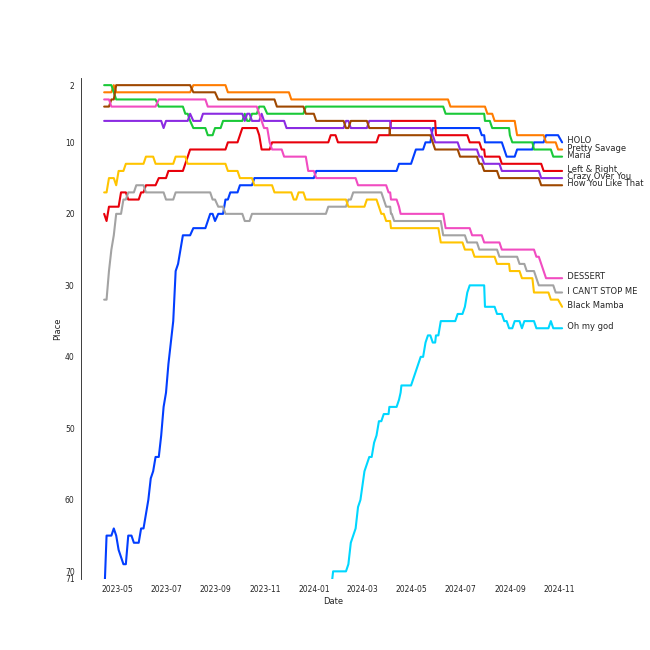 2
10
20
30
40
50
60
70
71
Place
HOLO
Pretty Savage
Maria
Left & Right
Crazy Over You
How You Like That
DESSERT
I CAN'T STOP ME
Black Mamba
Oh my god
2023-05
2023-07
2023-09
2023-11
2024-01
2024-03
2024-05
2024-07
2024-09
2024-11
Date